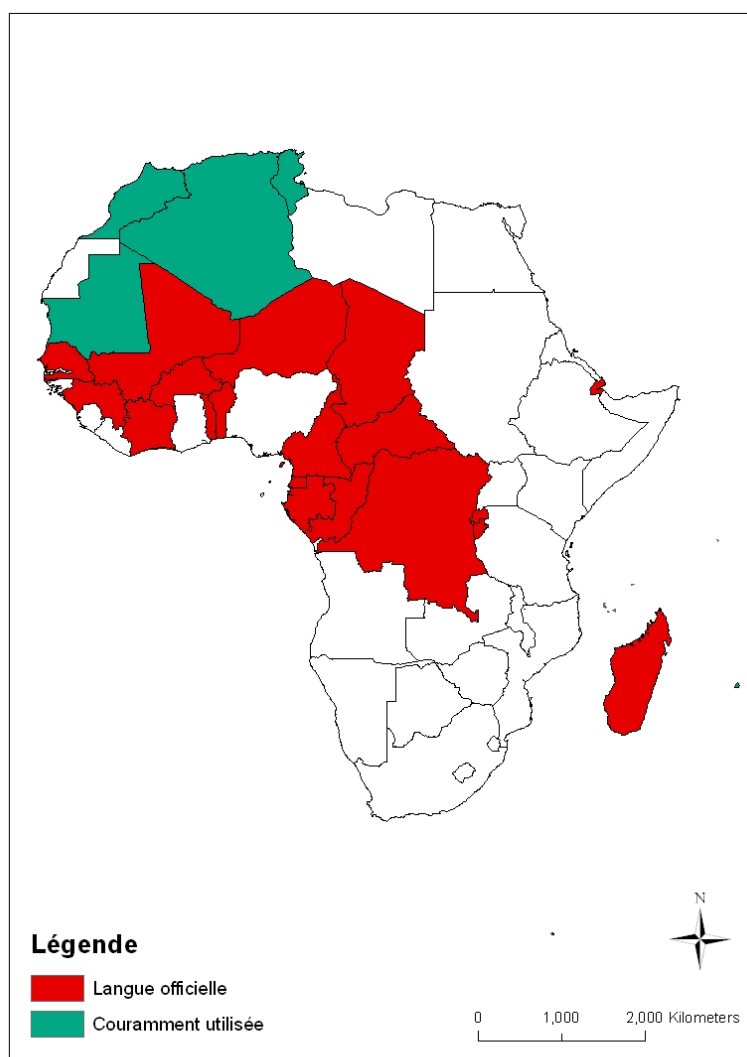 N
Légende
Langue officielle
Couramment utilisée
0 1,000 2,000 Kilometers